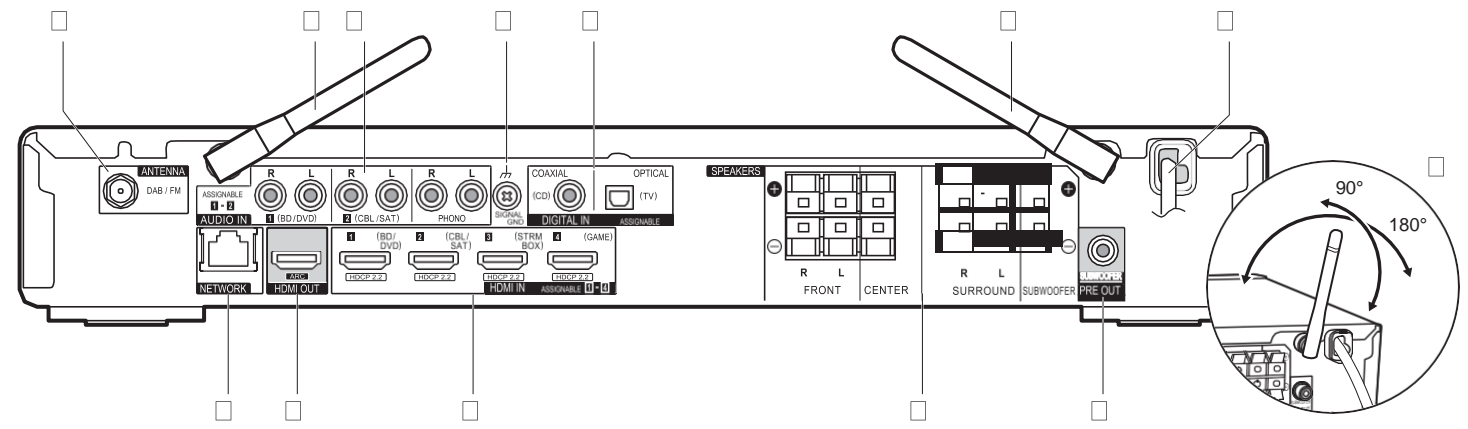 ANTENNA
DAB / FM
ASSIGNABLE
1 - 2
AUDIO IN
R L
1 (BD/DVD)
R L
2 (CBL/SAT)
R L
PHONO
SIGNAL
GND
COAXIAL
(CD)
OPTICAL
(TV)
DIGITAL IN
ASSIGNABLE
SPEAKERS
+
−
+
−
R L
FRONT
CENTER
R L
SURROUND
SUBWOOFER
SUBWOOFER
PRE OUT
NETWORK
ARC
HDMI OUT
1 (BD/
DVD)
HDCP 2.2
2 (CBL/
SAT)
HDCP 2.2
3 (STRM
BOX)
HDCP 2.2
4 (GAME)
HDCP 2.2
HDMI IN
ASSIGNABLE 1 - 4
90°
180°